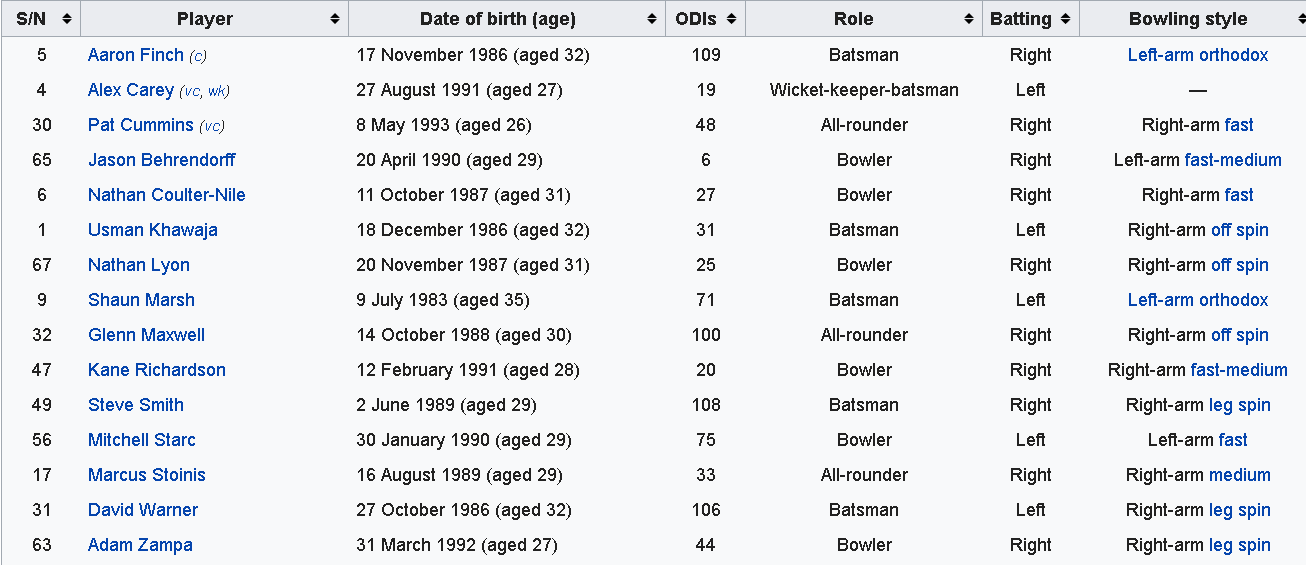 S/N Player Date of birth (age) ODIs Role Batting Bowling style
5 Aaron Finch (c) 17 November 1986 (aged 32) 109 Batsman Right Left-arm orthodox
4 Alex Carey (vc, wk) 27 August 1991 (aged 27) 19 Wicket-keeper-batsman Left —
30 Pat Cummins (vc) 8 May 1993 (aged 26) 48 All-rounder Right Right-arm fast
65 Jason Behrendorff 20 April 1990 (aged 29) 6 Bowler Right Left-arm fast-medium
6 Nathan Coulter-Nile 11 October 1987 (aged 31) 27 Bowler Right Right-arm fast
1 Usman Khawaja 18 December 1986 (aged 32) 31 Batsman Left Right-arm off spin
67 Nathan Lyon 20 November 1987 (aged 31) 25 Bowler Right Right-arm off spin
9 Shaun Marsh 9 July 1983 (aged 35) 71 Batsman Left Left-arm orthodox
32 Glenn Maxwell 14 October 1988 (aged 30) 100 All-rounder Right Right-arm off spin
47 Kane Richardson 12 February 1991 (aged 28) 20 Bowler Right Right-arm fast-medium
49 Steve Smith 2 June 1989 (aged 29) 108 Batsman Right Right-arm leg spin
56 Mitchell Starc 30 January 1990 (aged 29) 75 Bowler Left Left-arm fast
17 Marcus Stoinis 16 August 1989 (aged 29) 33 All-rounder Right Right-arm medium
31 David Warner 27 October 1986 (aged 32) 106 Batsman Left Right-arm leg spin
63 Adam Zampa 31 March 1992 (aged 27) 44 Bowler Right Right-arm leg spin